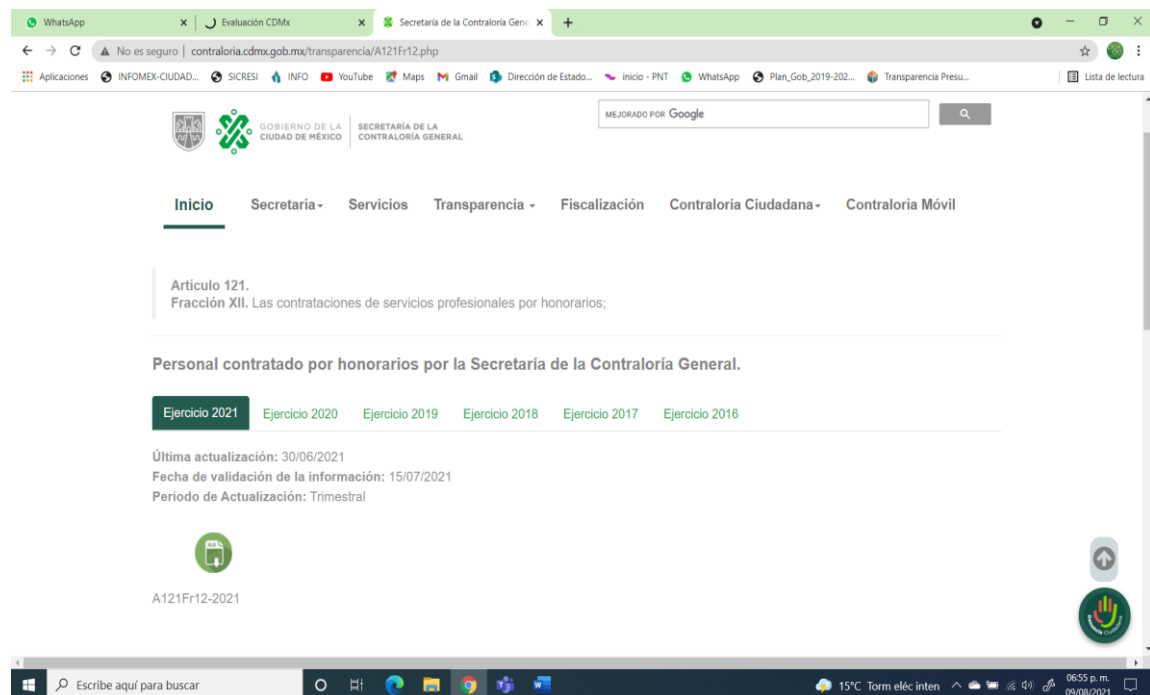 WhatsApp
Evaluación CDMx
Secretaría de la Contraloría Gene
No es seguro | contraloria.cdmx.gob.mx/transparencia/A121Fr12.php
Aplicaciones INFOMEX-CIUDAD... SICRESI INFO YouTube Maps Gmail Dirección de Estado... inicio - PNT WhatsApp Plan_Gob_2019-202... Transparencia Presu... Lista de lectura
GOBIERNO DE LA
CIUDAD DE MÉXICO
SECRETARÍA DE LA
CONTRALORÍA GENERAL
MEJORADO POR Google
Inicio Secretaría Servicios Transparencia Fiscalización Contraloría Ciudadana Contraloría Móvil
Artículo 121.
Fracción XII. Las contrataciones de servicios profesionales por honorarios;
Personal contratado por honorarios por la Secretaría de la Contraloría General.
Ejercicio 2021 Ejercicio 2020 Ejercicio 2019 Ejercicio 2018 Ejercicio 2017 Ejercicio 2016
Última actualización: 30/06/2021
Fecha de validación de la información: 15/07/2021
Periodo de Actualización: Trimestral
A121Fr12-2021
Escribe aquí para buscar
15°C Torm eléc inten
06:55 p. m.
09/08/2021